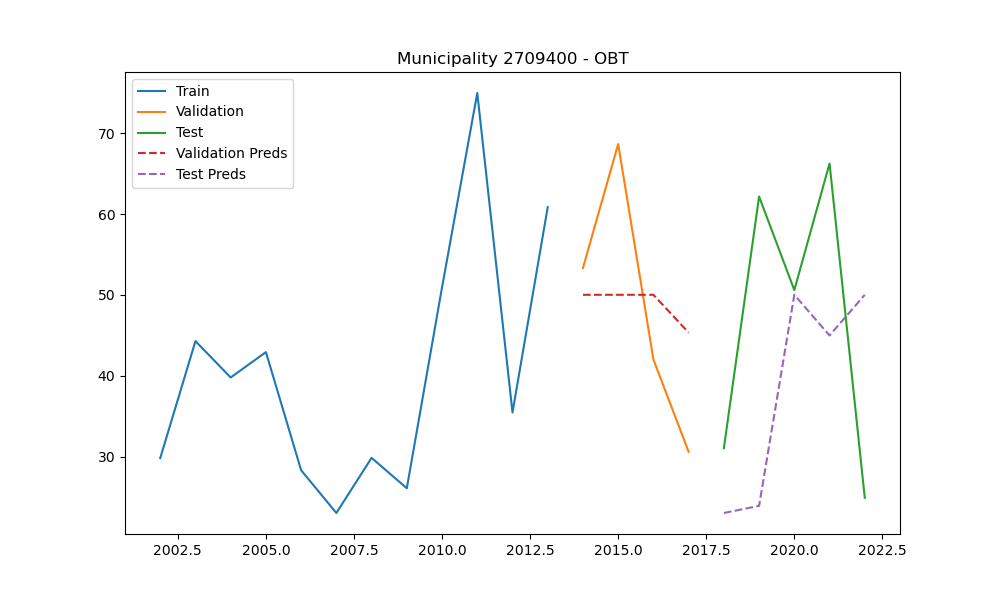 Municipality 2709400 - OBT
Train
Validation
Test
Validation Preds
Test Preds
70
60
50
40
30
2002.5 2005.0 2007.5 2010.0 2012.5 2015.0 2017.5 2020.0 2022.5